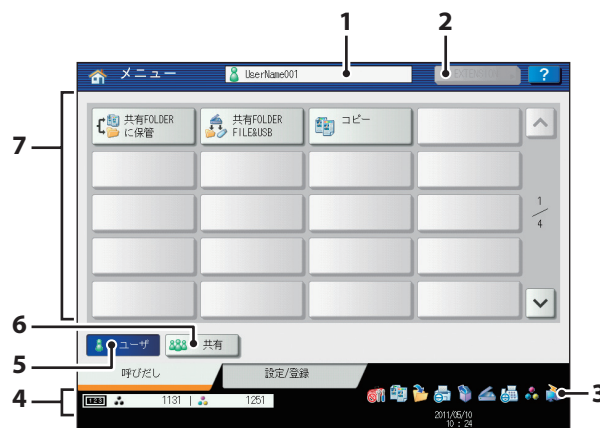 1
2
メニュー
UserName001
EXTENSION
?
7
共有FOLDER
に保管
共有FOLDER
FILE&USB
コピー
1
4
6
5
ユーザ
共有
呼びだし
設定/登録
4
123
1131
1251
3
2011/05/10
10 : 24